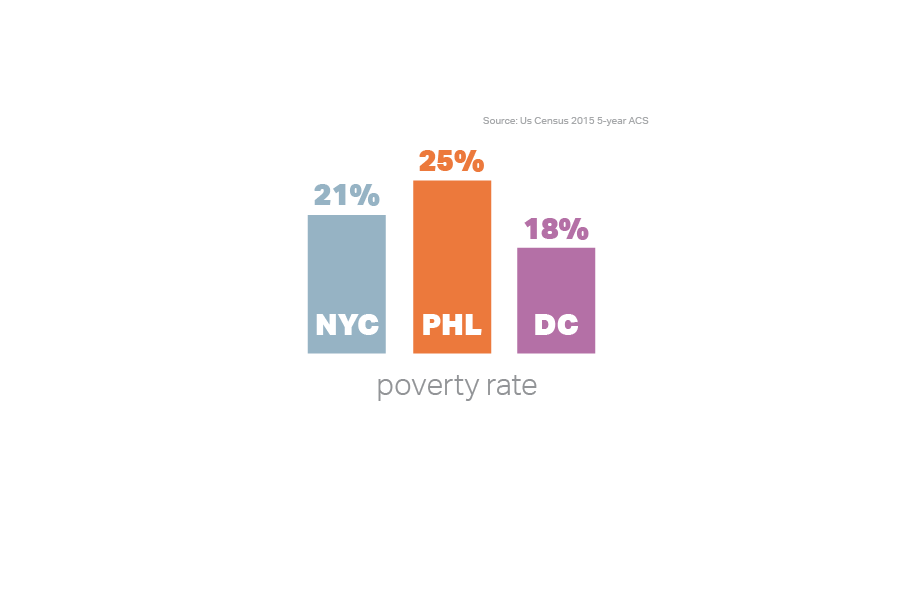 Source: Us Census 2015 5-year ACS
25%
21%
18%
NYC
PHL
DC
poverty rate